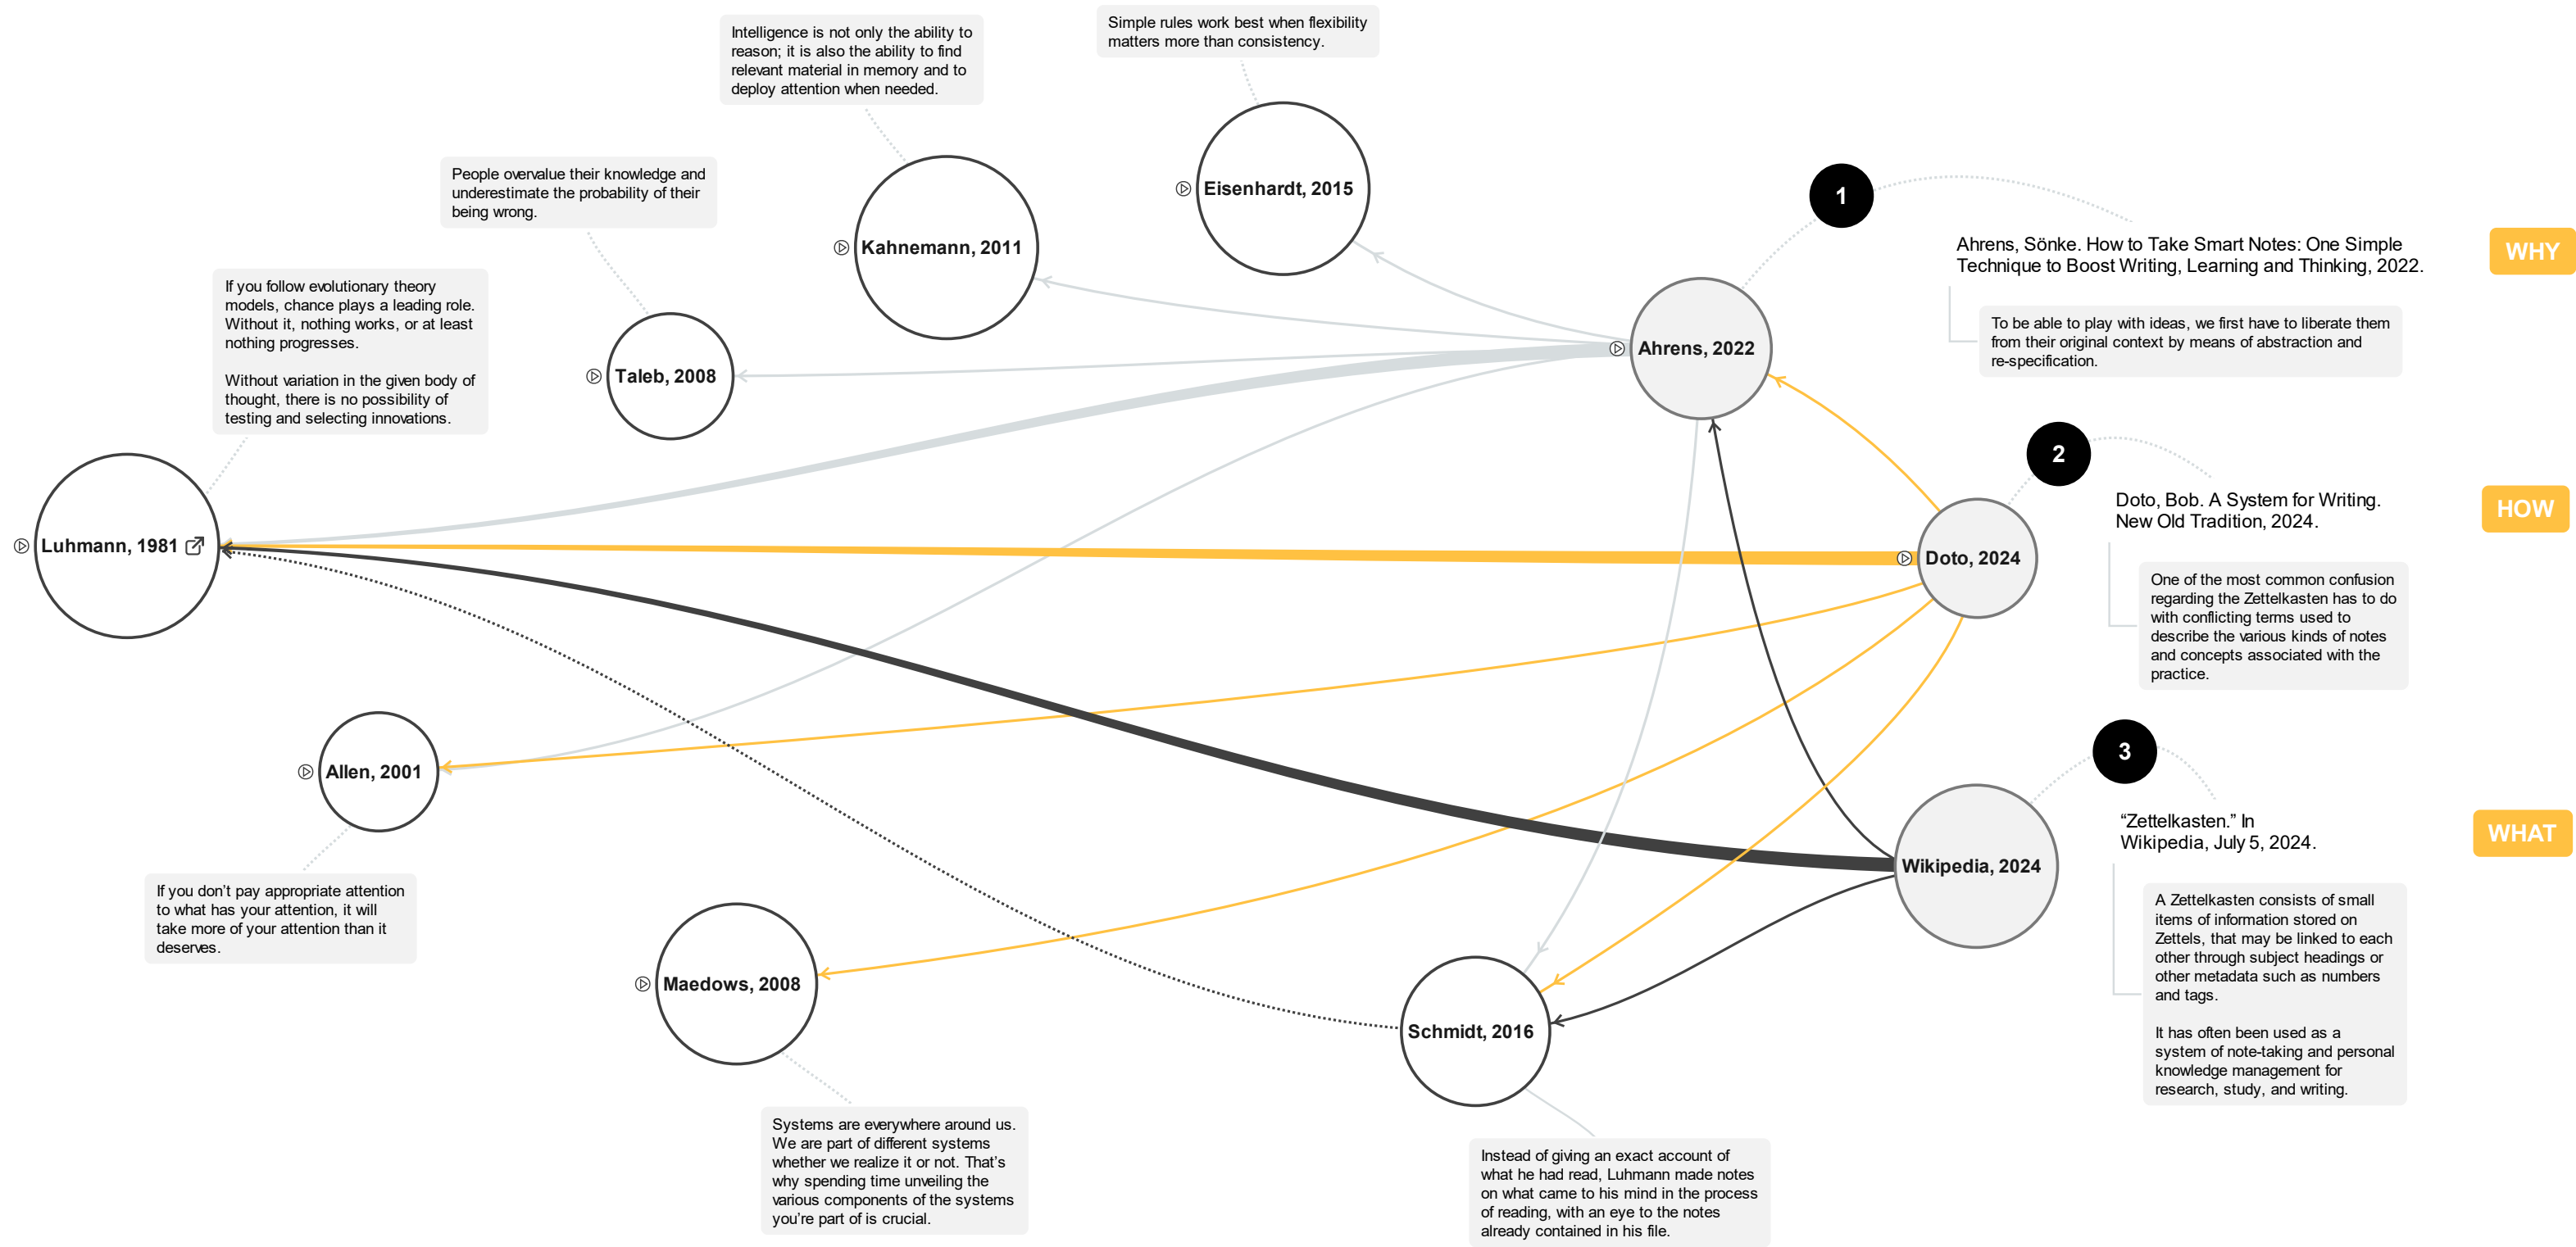 Simple rules work best when flexibility
matters more than consistency.
Intelligence is not only the ability to
reason; it is also the ability to find
relevant material in memory and to
deploy attention when needed.
People overvalue their knowledge and
underestimate the probability of their
being wrong.
If you follow evolutionary theory
models, chance plays a leading role.
Without it, nothing works, or at least
nothing progresses.
Without variation in the given body of
thought, there is no possibility of
testing and selecting innovations.
Eisenhardt, 2015
Kahnemann, 2011
Taleb, 2008
Luhmann, 1981
Allen, 2001
If you don't pay appropriate attention
to what has your attention, it will
take more of your attention than it
deserves.
Maedows, 2008
Systems are everywhere around us.
We are part of different systems
whether we realize it or not. That's
why spending time unveiling the
various components of the systems
you're part of is crucial.
Schmidt, 2016
Instead of giving an exact account of
what he had read, Luhmann made notes
on what came to his mind in the process
of reading, with an eye to the notes
already contained in his file.
Ahrens, 2022
1
Ahrens, Sönke. How to Take Smart Notes: One Simple
Technique to Boost Writing, Learning and Thinking, 2022.
WHY
To be able to play with ideas, we first have to liberate them
from their original context by means of abstraction and
re-specification.
Doto, 2024
2
Doto, Bob. A System for Writing.
New Old Tradition, 2024.
HOW
One of the most common confusion
regarding the Zettelkasten has to do
with conflicting terms used to
describe the various kinds of notes
and concepts associated with the
practice.
Wikipedia, 2024
3
“Zettelkasten.” In
Wikipedia, July 5, 2024.
WHAT
A Zettelkasten consists of small
items of information stored on
Zettels, that may be linked to each
other through subject headings or
other metadata such as numbers
and tags.
It has often been used as a
system of note-taking and personal
knowledge management for
research, study, and writing.